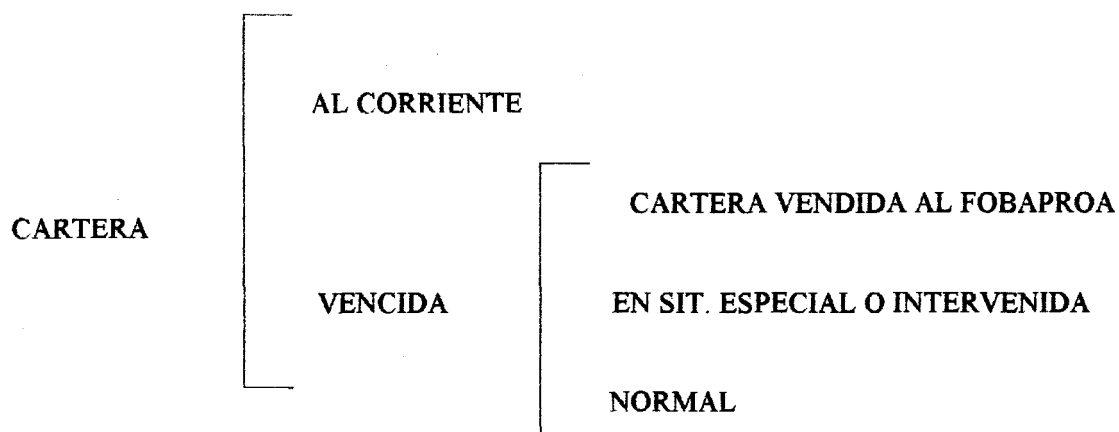 AL CORRIENTE
CARTERA VENDIDA AL FOBAPROA
CARTERA
VENCIDA
EN SIT. ESPECIAL O INTERVENIDA
NORMAL